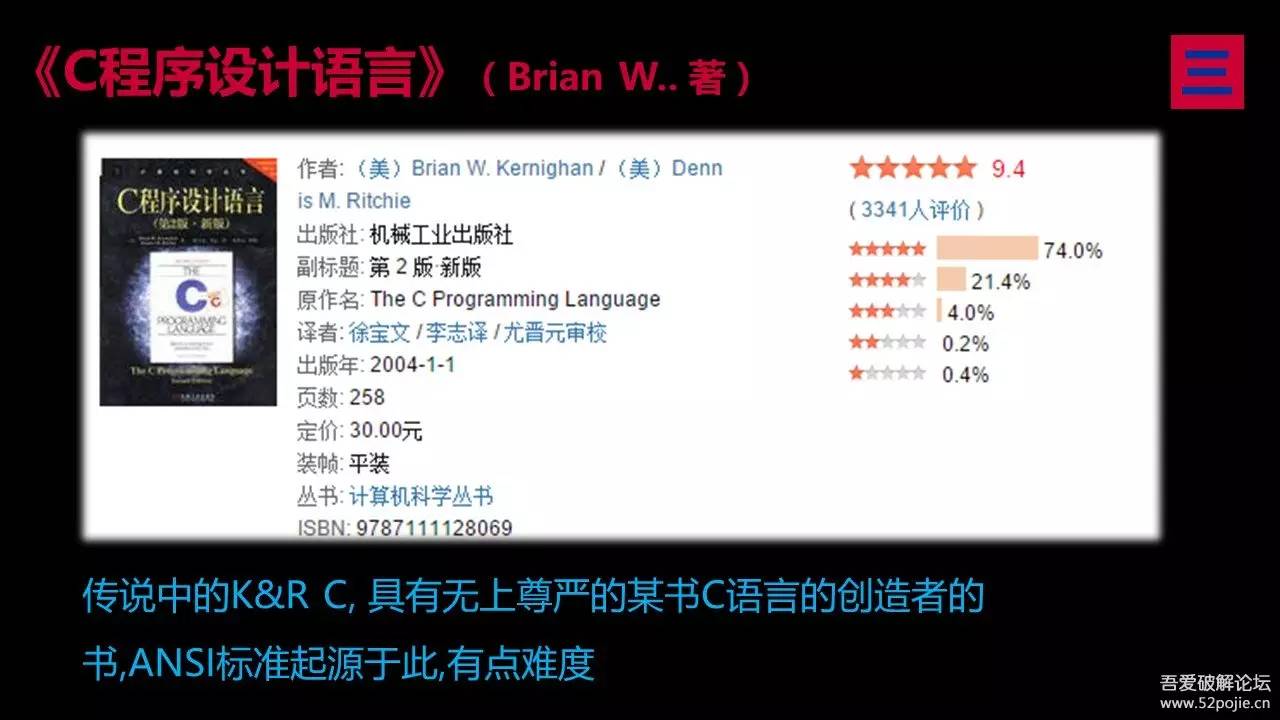 《C程序设计语言》（Brian W.. 著）
三
C程序设计语言
（第2版·新版）
THE
C
PROGRAMMING
LANGUAGE
The C Programming Language
作者:（美）Brian W. Kernighan /（美）Denn
is M. Ritchie
出版社: 机械工业出版社
副标题: 第 2 版·新版
原作名: The C Programming Language
译者: 徐宝文 / 李志译 / 尤晋元审校
出版年: 2004-1-1
页数: 258
定价: 30.00元
装帧: 平装
丛书: 计算机科学丛书
ISBN: 9787111128069
9.4
( 3341人评价 )
74.0%
21.4%
4.0%
0.2%
0.4%
传说中的K&R C, 具有无上尊严的某书C语言的创造者的
书,ANSI标准起源于此,有点难度
吾爱破解论坛
www.52pojie.cn